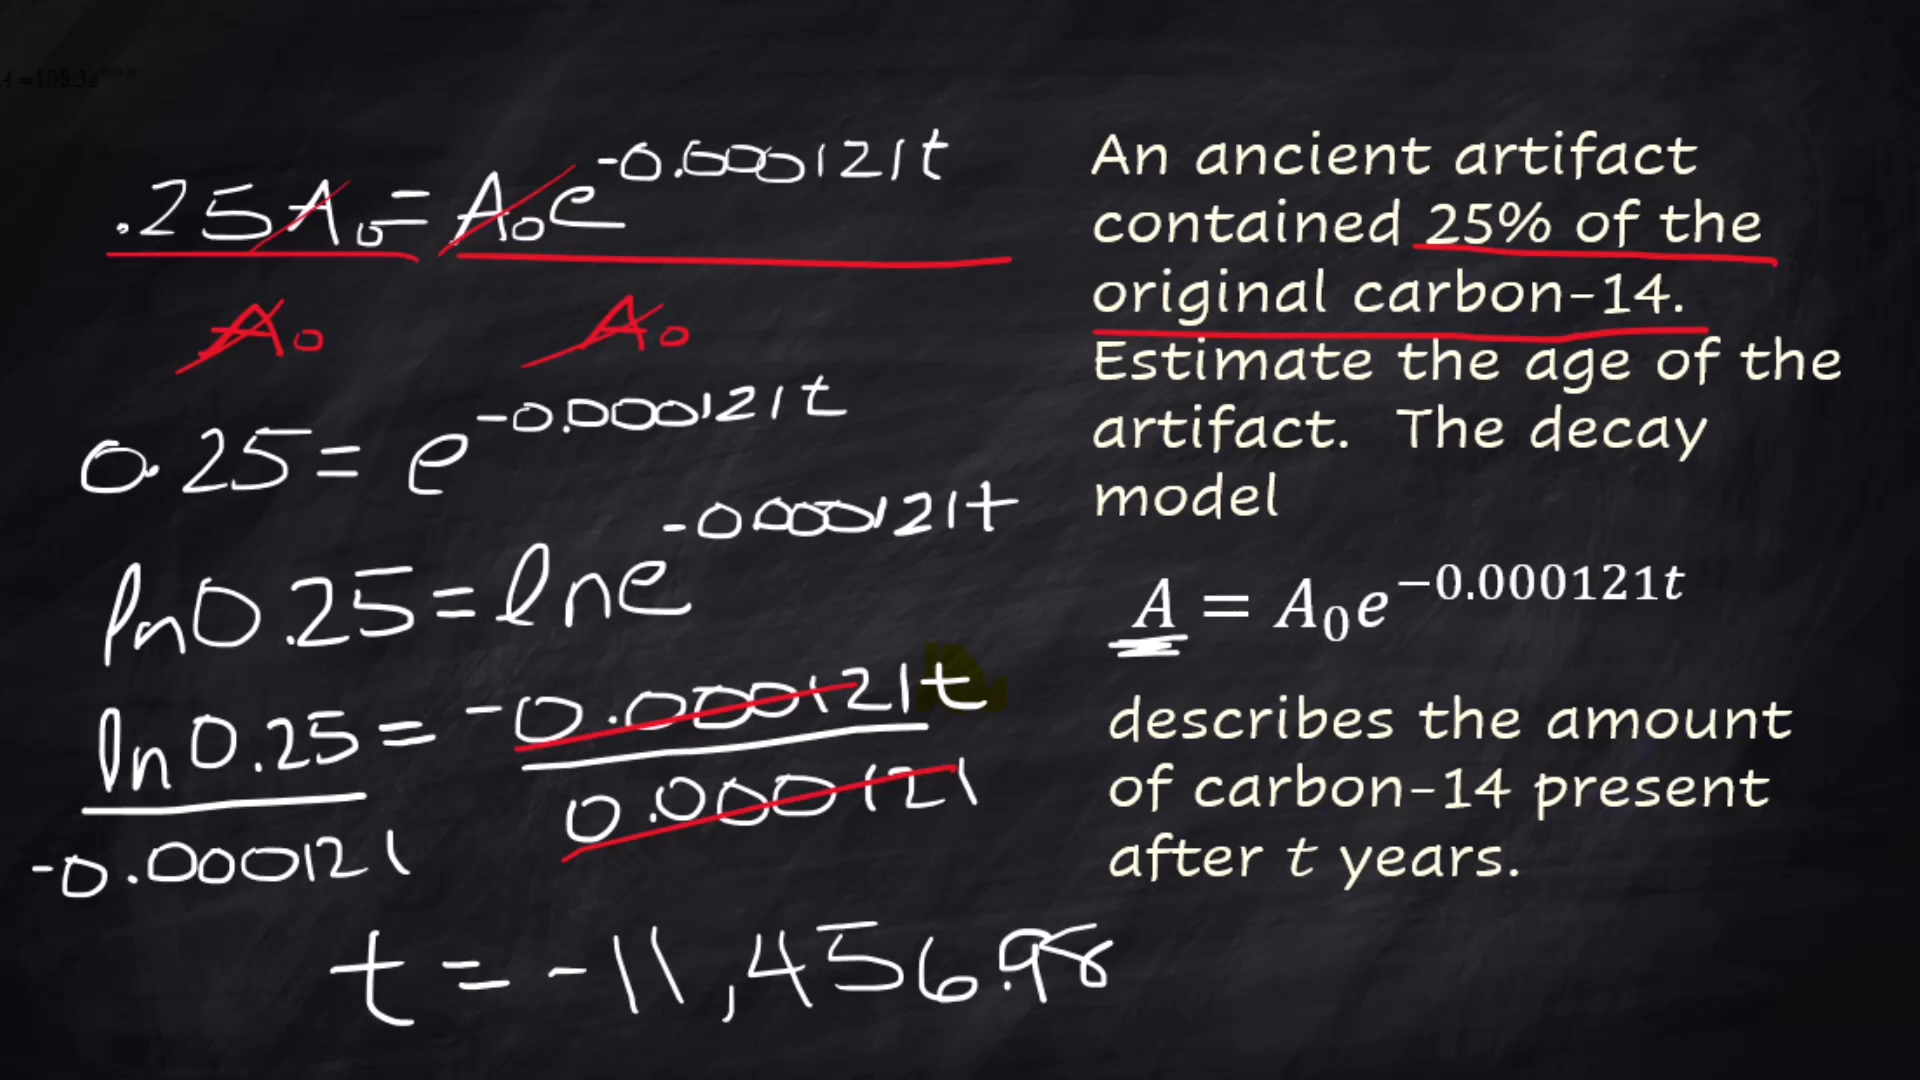 .25A₀ = A₀e^-0.000121t
A₀ A₀
0.25 = e^-0.000121t
ln 0.25 = ln e^-0.000121t
ln 0.25 = -0.000121t
-0.000121 0.000121
t = -11,456.98
An ancient artifact
contained 25% of the
original carbon-14.
Estimate the age of the
artifact. The decay
model
A = A₀e^−0.000121t
describes the amount
of carbon-14 present
after t years.